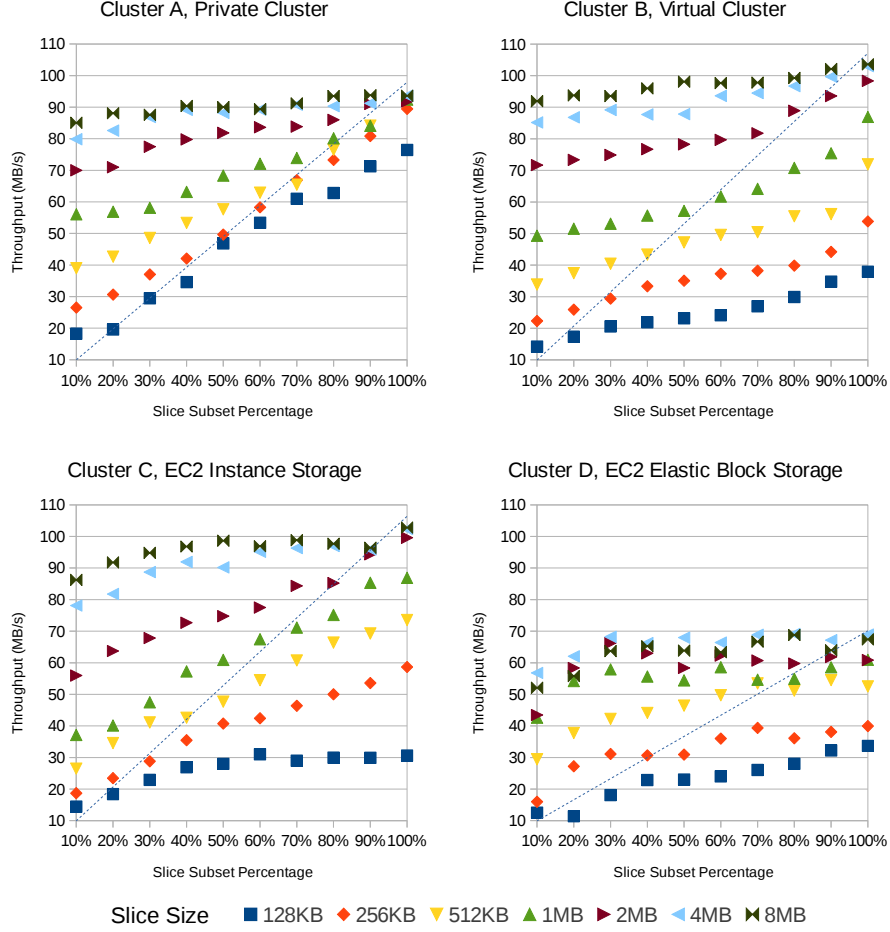 Cluster A, Private Cluster
110
100
90
80
70
60
50
40
30
20
10
Throughput (MB/s)
10% 20% 30% 40% 50% 60% 70% 80% 90% 100%
Slice Subset Percentage
Cluster B, Virtual Cluster
110
100
90
80
70
60
50
40
30
20
10
Throughput (MB/s)
10% 20% 30% 40% 50% 60% 70% 80% 90% 100%
Slice Subset Percentage
Cluster C, EC2 Instance Storage
110
100
90
80
70
60
50
40
30
20
10
Throughput (MB/s)
10% 20% 30% 40% 50% 60% 70% 80% 90% 100%
Slice Subset Percentage
Cluster D, EC2 Elastic Block Storage
110
100
90
80
70
60
50
40
30
20
10
Throughput (MB/s)
10% 20% 30% 40% 50% 60% 70% 80% 90% 100%
Slice Subset Percentage
Slice Size 128KB 256KB 512KB 1MB 2MB 4MB 8MB